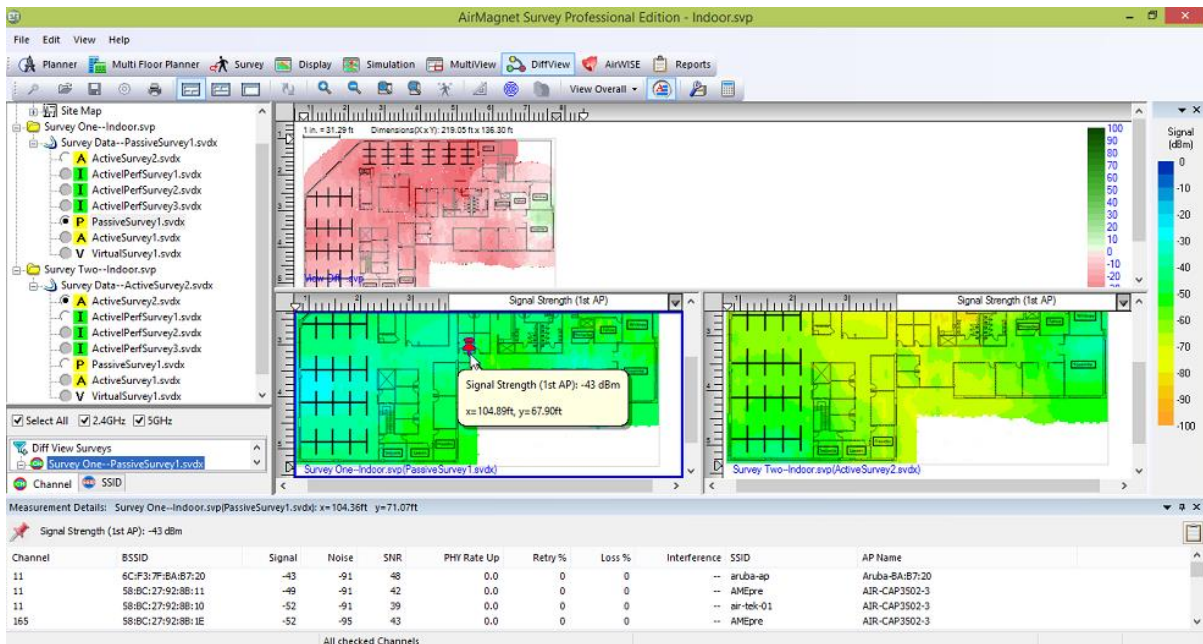 AirMagnet Survey Professional Edition - Indoor.svp
File Edit View Help
Planner Multi Floor Planner Survey Display Simulation MultiView DiffView AirWISE Reports
View Overall
Site Map
Survey One--Indoor.svp
Survey Data--PassiveSurvey1.svdx
A ActiveSurvey2.svdx
I ActiveIPerfSurvey1.svdx
I ActiveIPerfSurvey2.svdx
I ActiveIPerfSurvey3.svdx
P PassiveSurvey1.svdx
A ActiveSurvey1.svdx
V VirtualSurvey1.svdx
Survey Two--Indoor.svp
Survey Data--ActiveSurvey2.svdx
A ActiveSurvey2.svdx
I ActiveIPerfSurvey1.svdx
I ActiveIPerfSurvey2.svdx
I ActiveIPerfSurvey3.svdx
P PassiveSurvey1.svdx
A ActiveSurvey1.svdx
V VirtualSurvey1.svdx
Select All 2.4GHz 5GHz
Diff View Surveys
Survey One--PassiveSurvey1.svdx
Channel SSID
1 in. = 31.29 ft Dimensions(X x Y): 219.05 ft x 136.30 ft
100
90
80
70
60
50
40
30
20
10
0
-10
-20
View Diff--.svp
Signal Strength (1st AP)
Signal Strength (1st AP): -43 dBm
x=104.89ft, y=67.90ft
Survey One--Indoor.svp(PassiveSurvey1.svdx)
Signal Strength (1st AP)
Survey Two--Indoor.svp(ActiveSurvey2.svdx)
Signal
(dBm)
0
-10
-20
-30
-40
-50
-60
-70
-80
-90
-100
Measurement Details: Survey One--Indoor.svp(PassiveSurvey1.svdx): x=104.36ft y=71.07ft
Signal Strength (1st AP): -43 dBm
Channel BSSID Signal Noise SNR PHY Rate Up Retry % Loss % Interference SSID AP Name
11 6C:F3:7F:BA:B7:20 -43 -91 48 0.0 0 0 -- aruba-ap Aruba-BA:B7:20
11 58:BC:27:92:8B:11 -49 -91 42 0.0 0 0 -- AMEpre AIR-CAP3502-3
11 58:BC:27:92:8B:10 -52 -91 39 0.0 0 0 -- air-tek-01 AIR-CAP3502-3
165 58:BC:27:92:8B:1E -52 -95 43 0.0 0 0 -- AMEpre AIR-CAP3502-3
All checked Channels